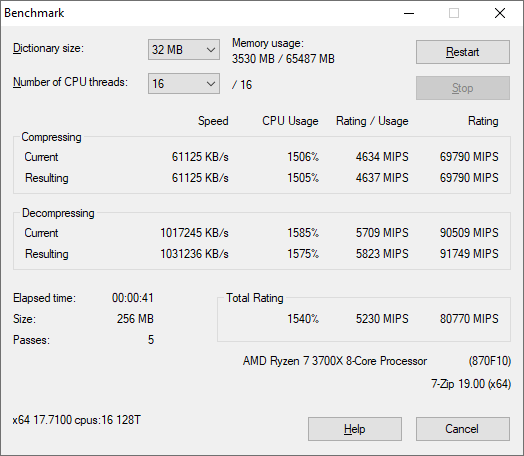 Benchmark
Dictionary size: 32 MB Memory usage: Restart
3530 MB / 65487 MB
Number of CPU threads: 16 / 16 Stop
Speed CPU Usage Rating / Usage Rating
Compressing
Current 61125 KB/s 1506% 4634 MIPS 69790 MIPS
Resulting 61125 KB/s 1505% 4637 MIPS 69790 MIPS
Decompressing
Current 1017245 KB/s 1585% 5709 MIPS 90509 MIPS
Resulting 1031236 KB/s 1575% 5823 MIPS 91749 MIPS
Elapsed time: 00:00:41 Total Rating
Size: 256 MB 1540% 5230 MIPS 80770 MIPS
Passes: 5
AMD Ryzen 7 3700X 8-Core Processor (870F10)
7-Zip 19.00 (x64)
x64 17.7100 cpus:16 128T Help Cancel